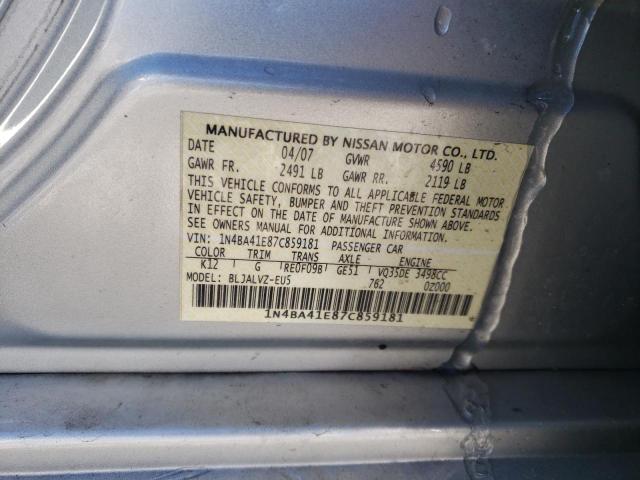 MANUFACTURED BY NISSAN MOTOR CO., LTD.
DATE 04/07 GVWR 4590 LB
GAWR FR. 2491 LB GAWR RR. 2119 LB
THIS VEHICLE CONFORMS TO ALL APPLICABLE FEDERAL MOTOR
VEHICLE SAFETY, BUMPER AND THEFT PREVENTION STANDARDS
IN EFFECT ON THE DATE OF MANUFACTURE SHOWN ABOVE.
SEE OWNERS MANUAL FOR ADDITIONAL INFORMATION.
VIN: 1N4BA41E87C859181 PASSENGER CAR
COLOR TRIM TRANS AXLE ENGINE
K12 G RE0F09B GE51 VQ35DE 3498CC
MODEL: BLJALVZ-EU5 762 0Z000
1N4BA41E87C859181